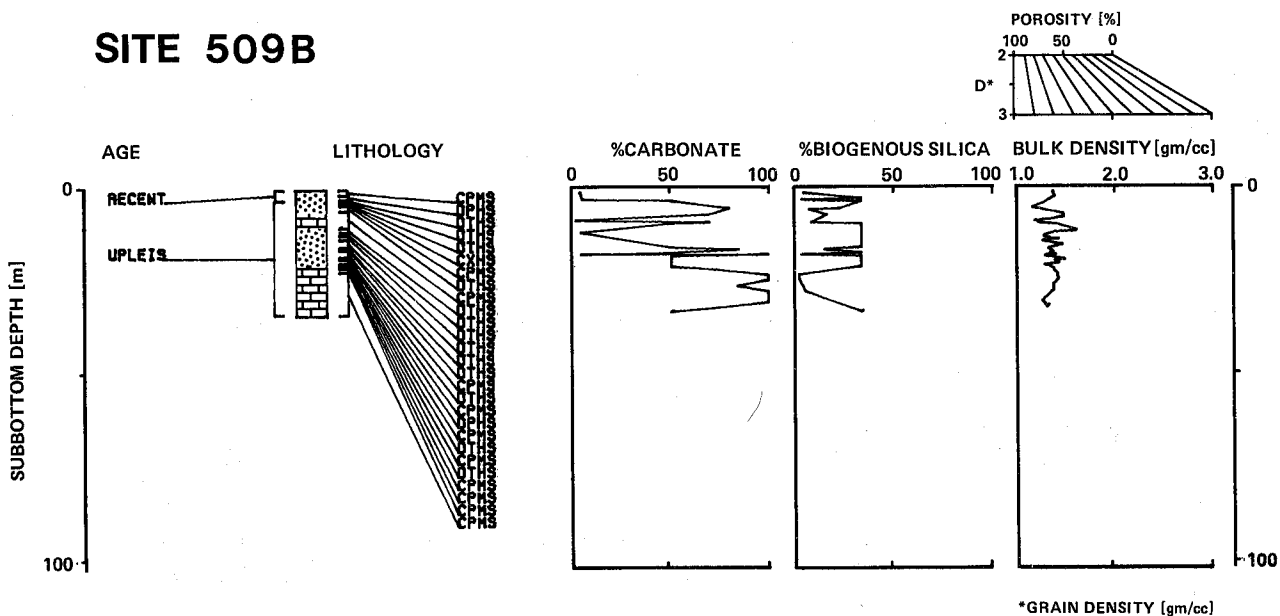 SITE 509B
POROSITY [%]
100 50 0
2
D*
3
AGE LITHOLOGY %CARBONATE %BIOGENOUS SILICA BULK DENSITY [gm/cc]
0 50 100 0 50 100 1.0 2.0 3.0
0 0
RECENT
UPLEIS
SUBBOTTOM DEPTH [m]
100 100
*GRAIN DENSITY [gm/cc]